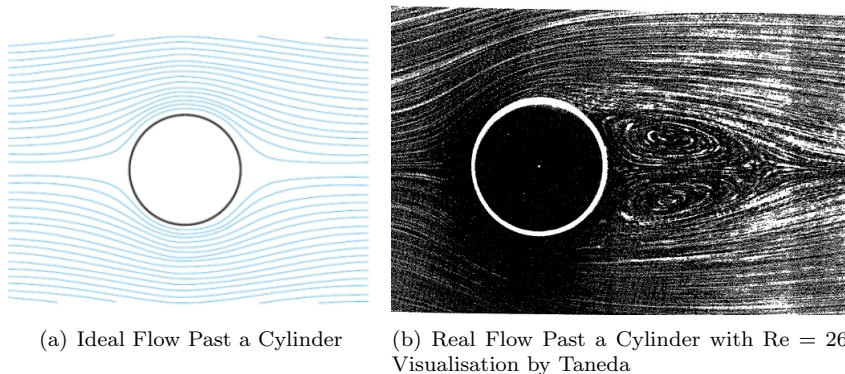 (a) Ideal Flow Past a Cylinder
(b) Real Flow Past a Cylinder with Re = 26
Visualisation by Taneda